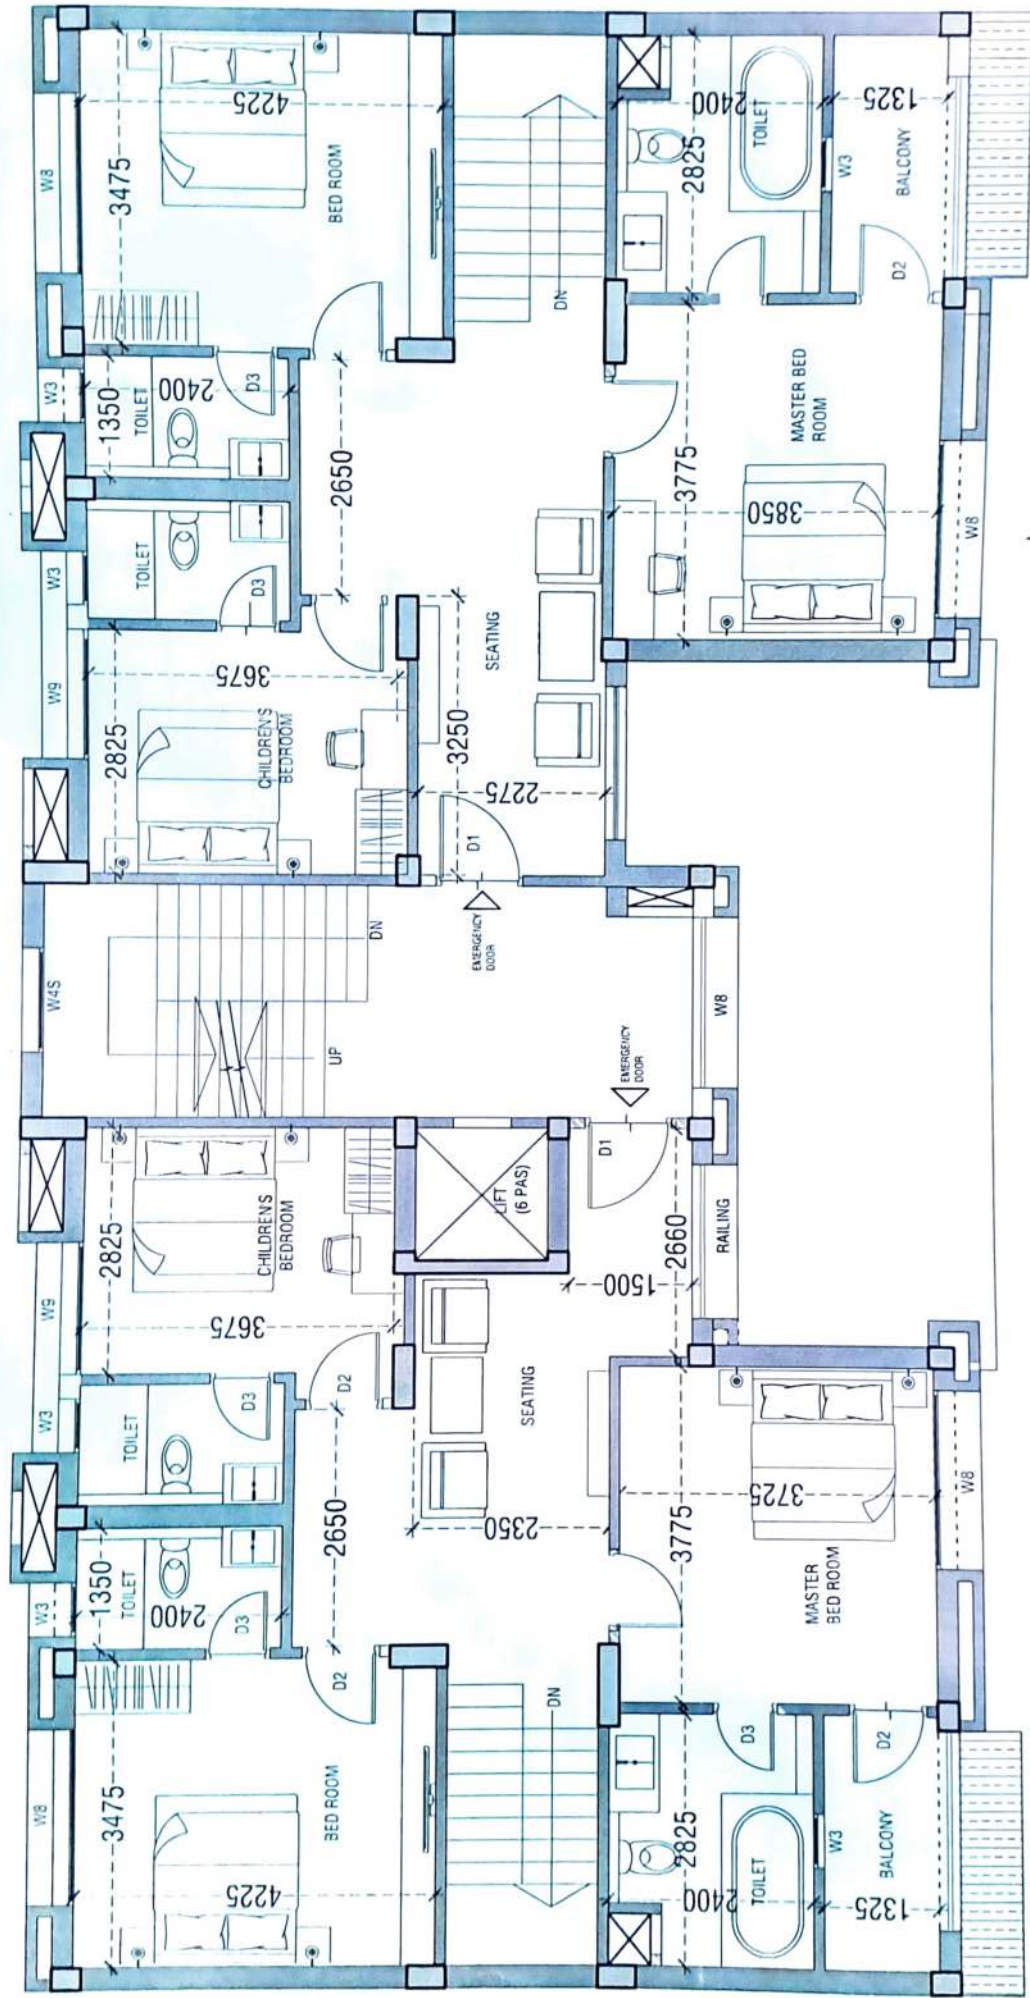 W8
W3
W3
W9
W4S
W9
W3
W3
W8
3475
1350
2825
2825
1350
3475
TOILET
TOILET
TOILET
TOILET
2400
2400
4225
3675
3675
4225
D3
D3
D3
D3
CHILDREN'S
BEDROOM
CHILDREN'S
BEDROOM
BED ROOM
D2
D2
2650
UP
DN
2650
BED ROOM
2350
SEATING
LIFT
(6 PAS)
EMERGENCY
DOOR
D1
3250
2275
SEATING
DN
DN
1500
D1
EMERGENCY
DOOR
2825
3775
2660
3775
2825
2400
TOILET
D3
RAILING
W8
2400
TOILET
3725
3850
MASTER
BED ROOM
MASTER BED
ROOM
W3
D2
W3
D2
1325
BALCONY
1325
BALCONY
W8
W8